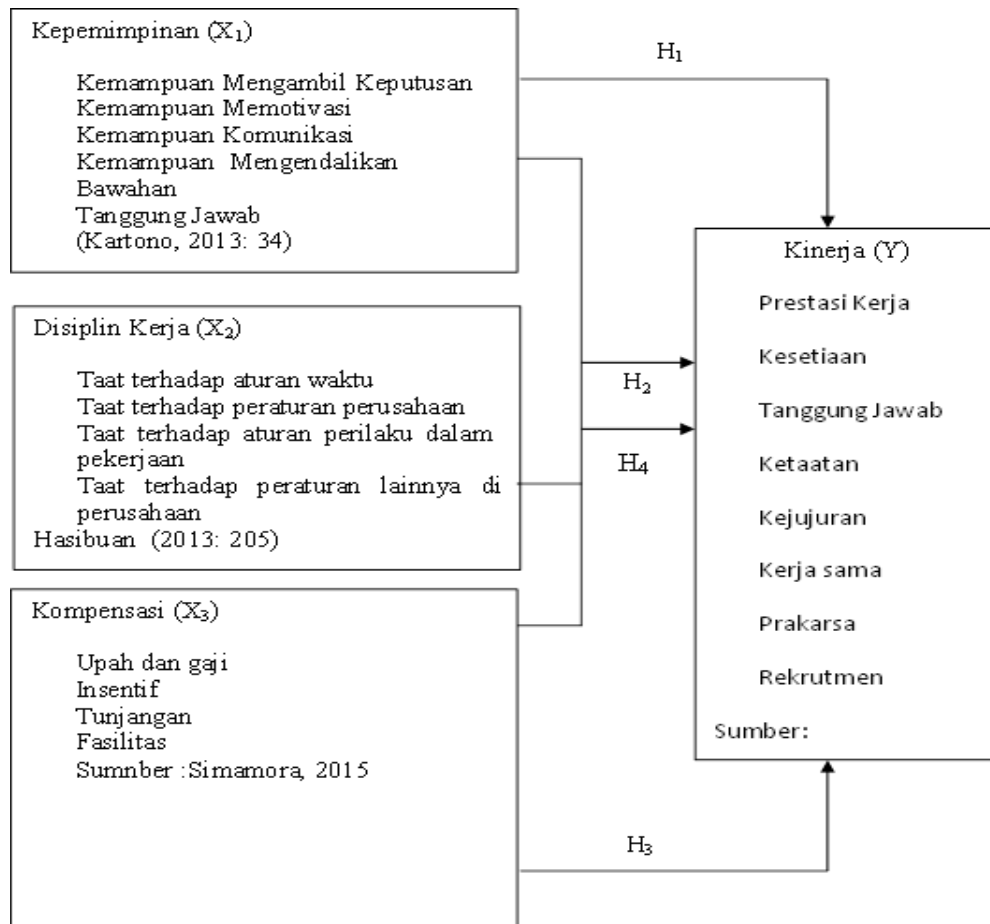 Kepemimpinan (X₁)
Kemampuan Mengambil Keputusan
Kemampuan Memotivasi
Kemampuan Komunikasi
Kemampuan Mengendalikan
Bawahan
Tanggung Jawab
(Kartono, 2013: 34)
H₁
Disiplin Kerja (X₂)
Taat terhadap aturan waktu
Taat terhadap peraturan perusahaan
Taat terhadap aturan perilaku dalam
pekerjaan
Taat terhadap peraturan lainnya di
perusahaan
Hasibuan (2013: 205)
H₂
H₄
Kompensasi (X₃)
Upah dan gaji
Insentif
Tunjangan
Fasilitas
Sumnber :Simamora, 2015
H₃
Kinerja (Y)
Prestasi Kerja
Kesetiaan
Tanggung Jawab
Ketaatan
Kejujuran
Kerja sama
Prakarsa
Rekrutmen
Sumber: